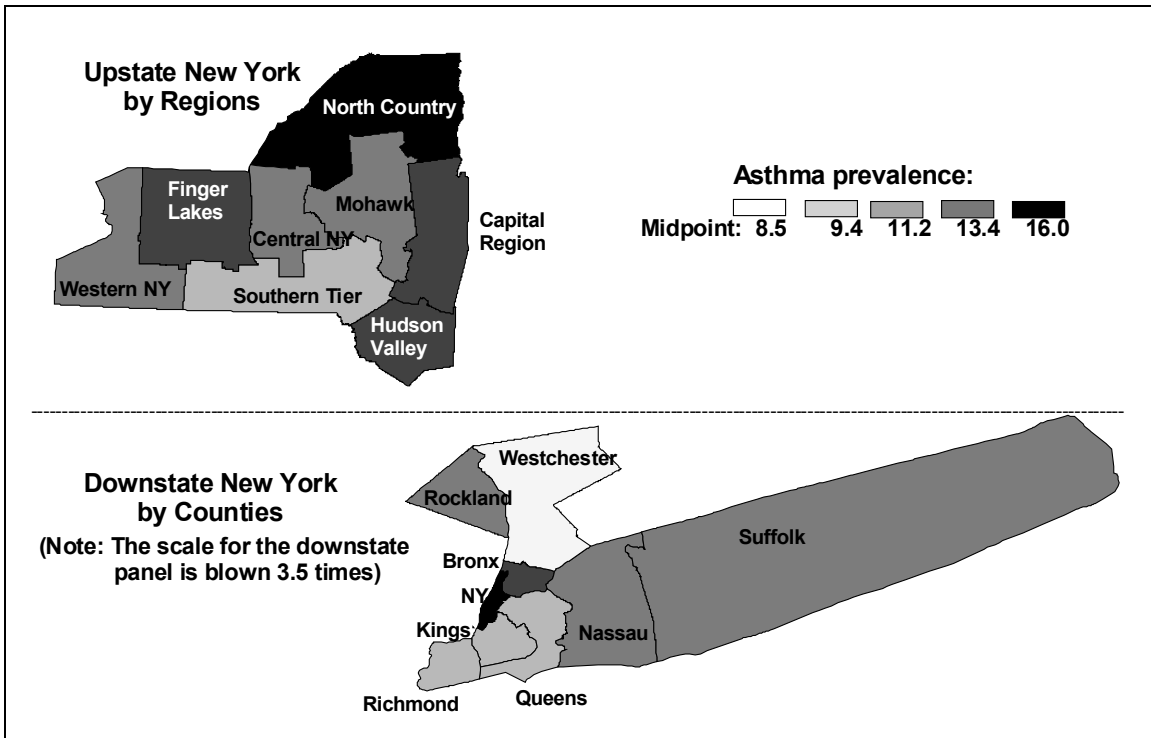 Upstate New York
by Regions
North Country
Finger
Lakes
Mohawk
Capital
Region
Central NY
Western NY
Southern Tier
Hudson
Valley
Asthma prevalence:
Midpoint: 8.5 9.4 11.2 13.4 16.0
Downstate New York
by Counties
(Note: The scale for the downstate
panel is blown 3.5 times)
Westchester
Rockland
Suffolk
Bronx
NY
Kings
Nassau
Richmond
Queens